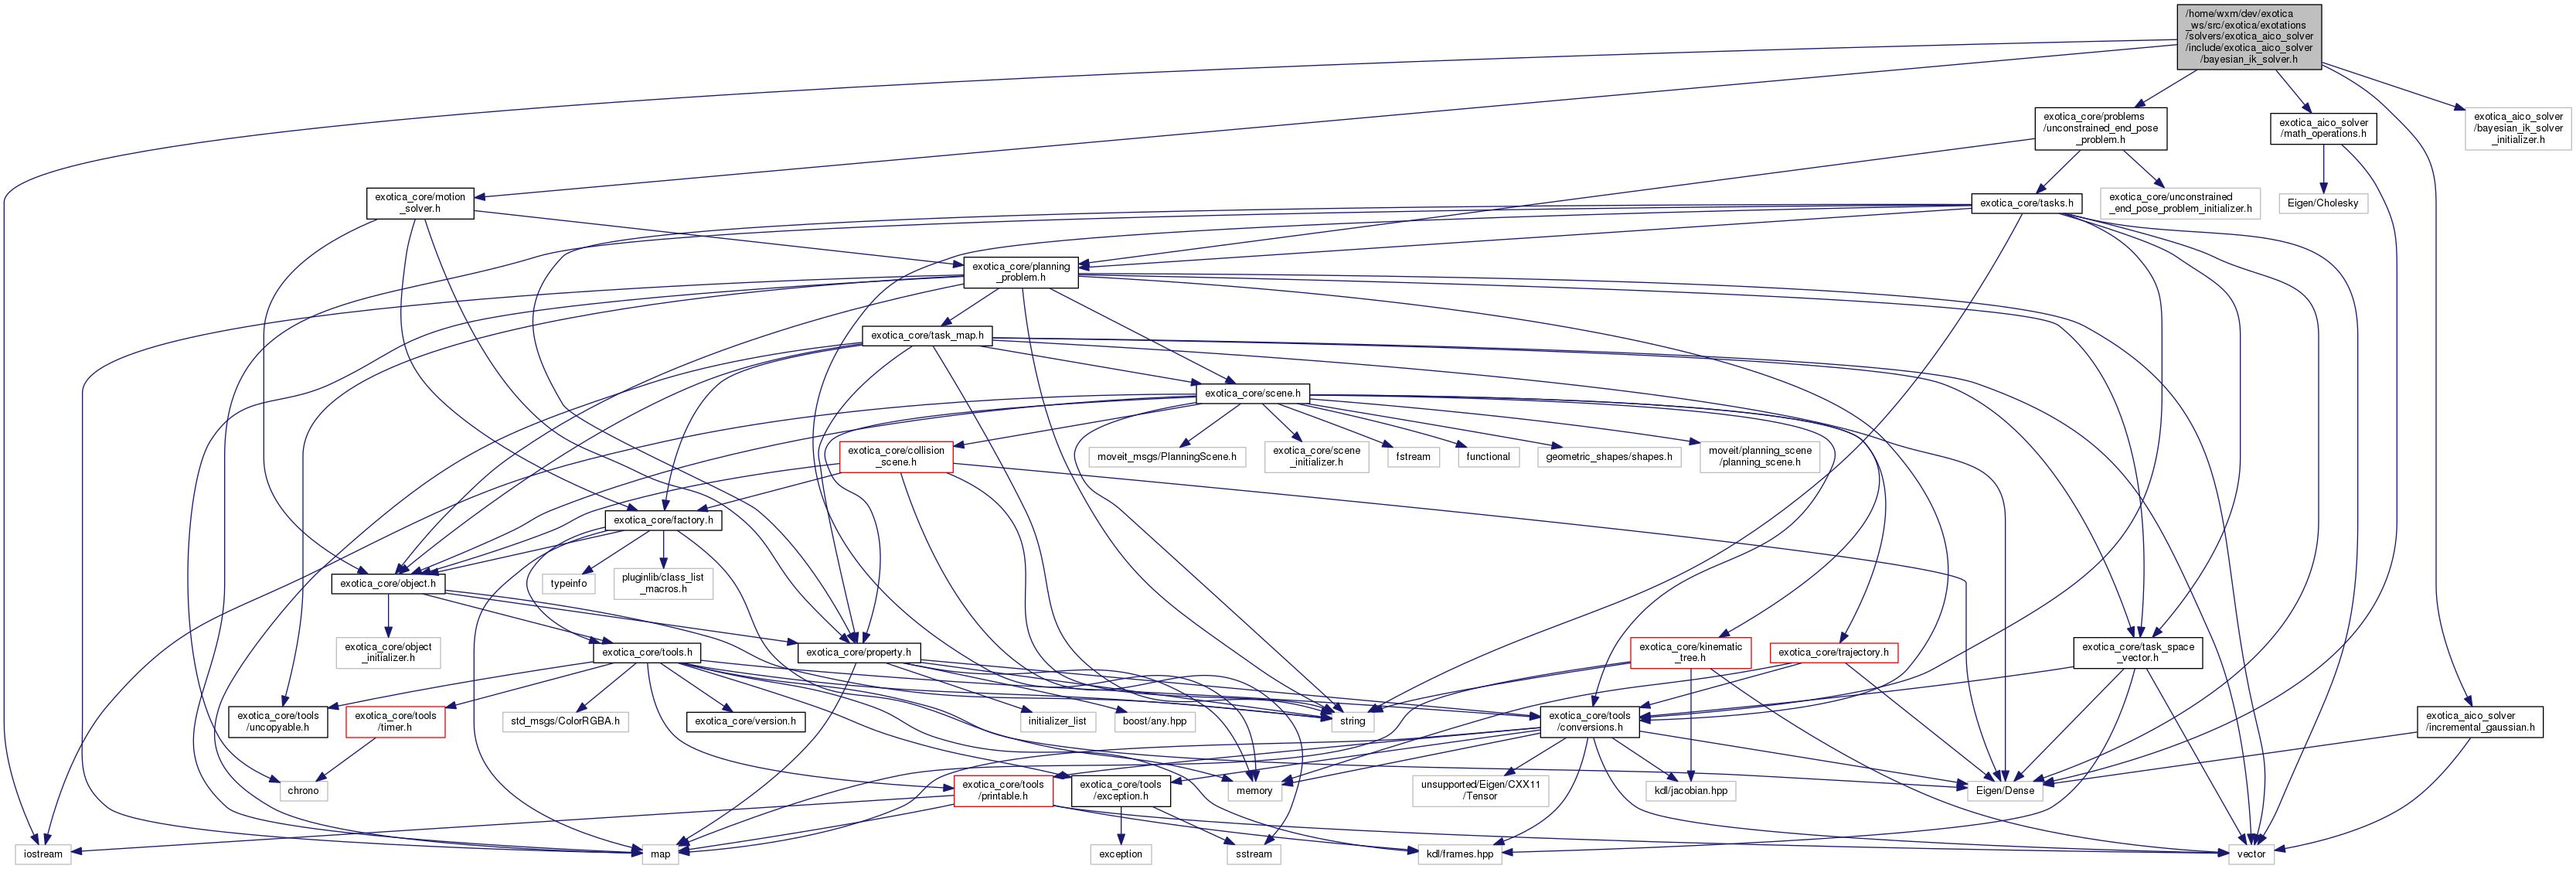 /home/wxm/dev/exotica
_ws/src/exotica/exotations
/solvers/exotica_aico_solver
/include/exotica_aico_solver
/bayesian_ik_solver.h
exotica_core/problems
/unconstrained_end_pose
_problem.h
exotica_aico_solver
/math_operations.h
exotica_aico_solver
/bayesian_ik_solver
_initializer.h
exotica_core/motion
_solver.h
exotica_core/tasks.h
exotica_core/unconstrained
_end_pose_problem_initializer.h
Eigen/Cholesky
exotica_core/planning
_problem.h
exotica_core/task_map.h
exotica_core/scene.h
exotica_core/collision
_scene.h
moveit_msgs/PlanningScene.h
exotica_core/scene
_initializer.h
fstream
functional
geometric_shapes/shapes.h
moveit/planning_scene
/planning_scene.h
exotica_core/factory.h
exotica_core/object.h
typeinfo
pluginlib/class_list
_macros.h
exotica_core/object
_initializer.h
exotica_core/tools.h
exotica_core/property.h
exotica_core/kinematic
_tree.h
exotica_core/trajectory.h
exotica_core/task_space
_vector.h
exotica_core/tools
/uncopyable.h
exotica_core/tools
/timer.h
std_msgs/ColorRGBA.h
exotica_core/version.h
initializer_list
boost/any.hpp
string
exotica_core/tools
/conversions.h
exotica_aico_solver
/incremental_gaussian.h
chrono
exotica_core/tools
/printable.h
exotica_core/tools
/exception.h
memory
unsupported/Eigen/CXX11
/Tensor
kdl/jacobian.hpp
Eigen/Dense
iostream
map
exception
sstream
kdl/frames.hpp
vector